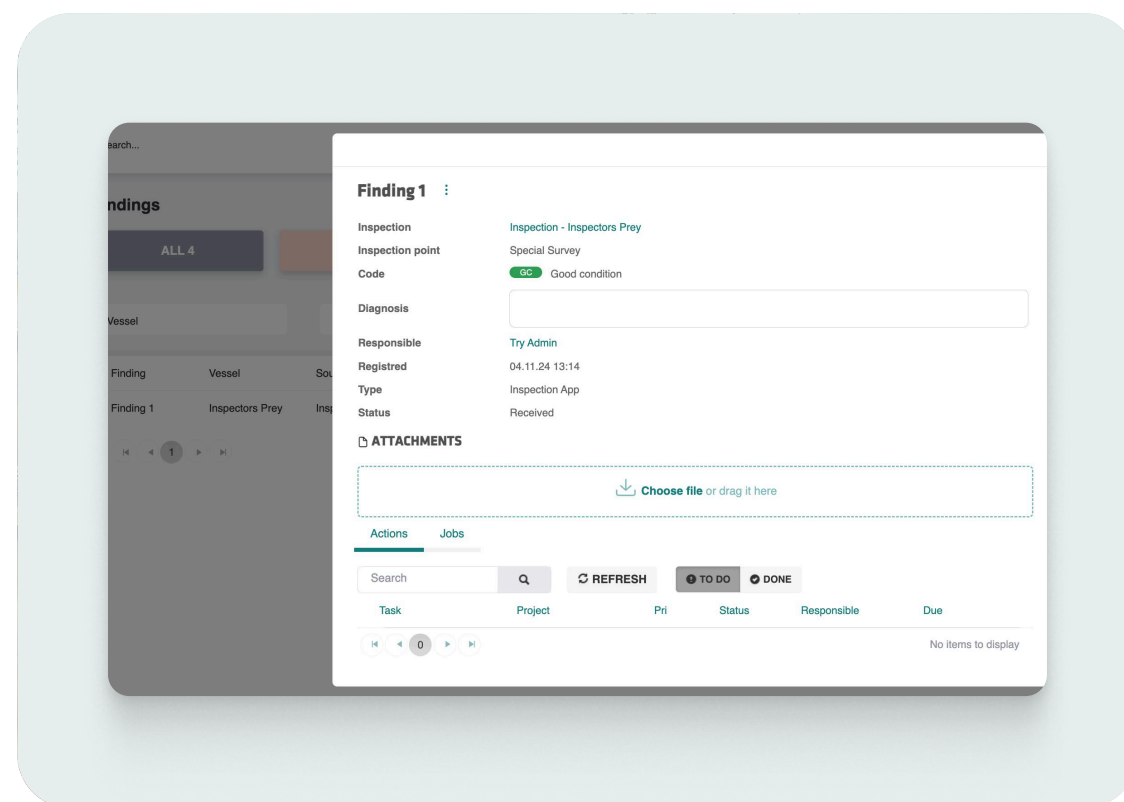 earch...
ndings
ALL 4
Vessel
Finding Vessel Sou
Finding 1 Inspectors Prey Insp
1
Finding 1
Inspection Inspection - Inspectors Prey
Inspection point Special Survey
Code GC Good condition
Diagnosis
Responsible Try Admin
Registred 04.11.24 13:14
Type Inspection App
Status Received
ATTACHMENTS
Choose file or drag it here
Actions Jobs
Search REFRESH TO DO DONE
Task Project Pri Status Responsible Due
0 No items to display